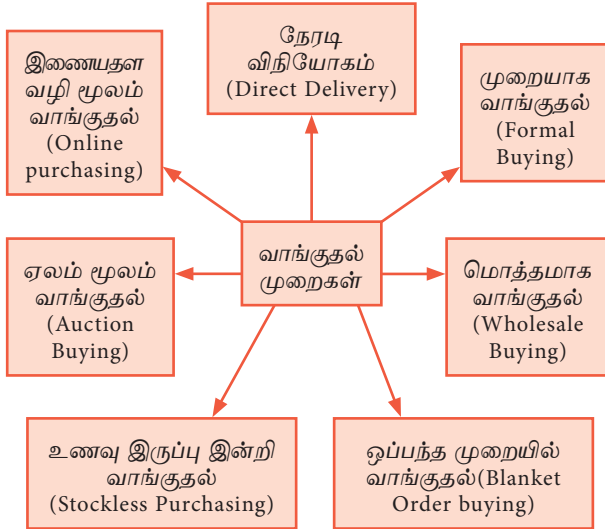 இணையதள
வழி மூலம்
வாங்குதல்
(Online
purchasing)
நேரடி
வினியோகம்
(Direct Delivery)
முறையாக
வாங்குதல்
(Formal
Buying)
வாங்குதல்
முறைகள்
ஏலம் மூலம்
வாங்குதல்
(Auction
Buying)
மொத்தமாக
வாங்குதல்
(Wholesale
Buying)
உணவு இருப்பு இன்றி
வாங்குதல்
(Stockless Purchasing)
ஒப்பந்த முறையில்
வாங்குதல்(Blanket
Order buying)